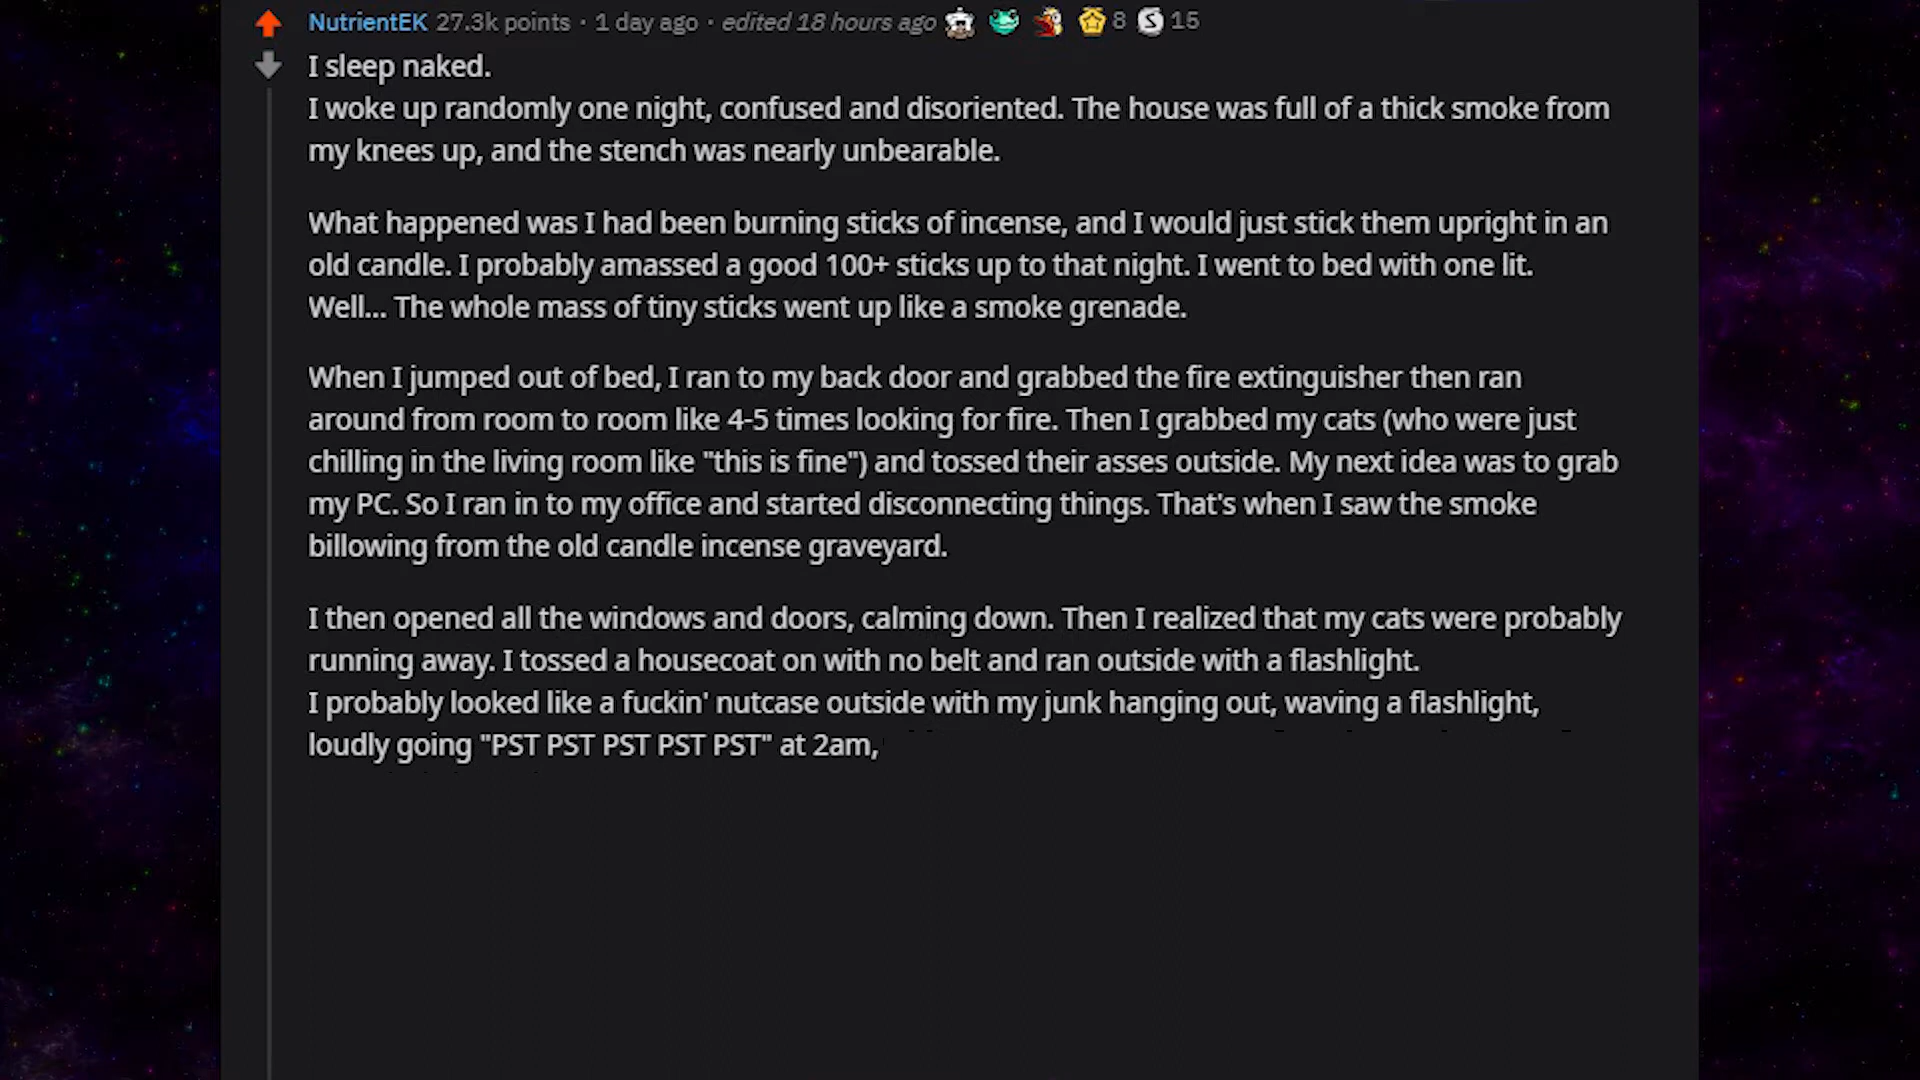 NutrientEK 27.3k points · 1 day ago · edited 18 hours ago 8 S 15
I sleep naked.
I woke up randomly one night, confused and disoriented. The house was full of a thick smoke from
my knees up, and the stench was nearly unbearable.
What happened was I had been burning sticks of incense, and I would just stick them upright in an
old candle. I probably amassed a good 100+ sticks up to that night. I went to bed with one lit.
Well... The whole mass of tiny sticks went up like a smoke grenade.
When I jumped out of bed, I ran to my back door and grabbed the fire extinguisher then ran
around from room to room like 4-5 times looking for fire. Then I grabbed my cats (who were just
chilling in the living room like "this is fine") and tossed their asses outside. My next idea was to grab
my PC. So I ran in to my office and started disconnecting things. That's when I saw the smoke
billowing from the old candle incense graveyard.
I then opened all the windows and doors, calming down. Then I realized that my cats were probably
running away. I tossed a housecoat on with no belt and ran outside with a flashlight.
I probably looked like a fuckin' nutcase outside with my junk hanging out, waving a flashlight,
loudly going "PST PST PST PST PST" at 2am,